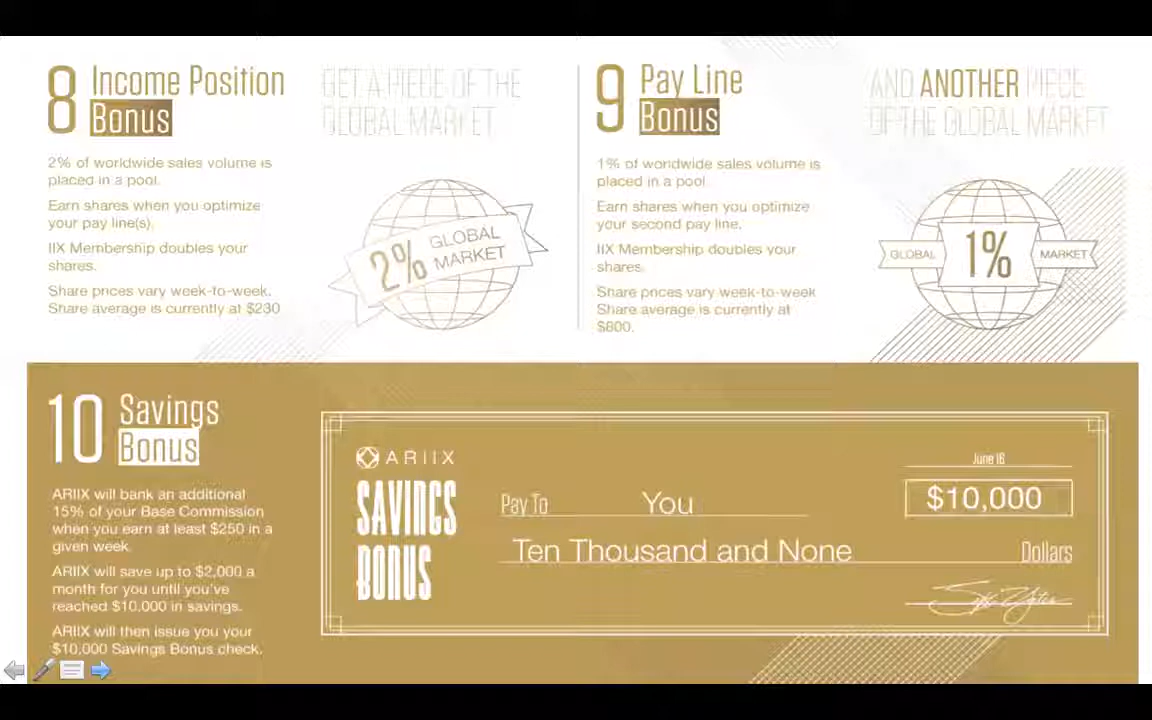 8 Income Position
Bonus
GET A PIECE OF THE
GLOBAL MARKET
2% of worldwide sales volume is
placed in a pool.
Earn shares when you optimize
your pay line(s).
IIX Membership doubles your
shares.
Share prices vary week-to-week.
Share average is currently at $230
2% GLOBAL
MARKET
9 Pay Line
Bonus
AND ANOTHER PIECE
OF THE GLOBAL MARKET
1% of worldwide sales volume is
placed in a pool.
Earn shares when you optimize
your second pay line.
IIX Membership doubles your
shares.
Share prices vary week-to-week
Share average is currently at
$800.
GLOBAL 1% MARKET
10 Savings
Bonus
ARIIX will bank an additional
15% of your Base Commission
when you earn at least $250 in a
given week.
ARIIX will save up to $2,000 a
month for you until you've
reached $10,000 in savings.
ARIIX will then issue you your
$10,000 Savings Bonus check.
ARIIX
SAVINGS
BONUS
June 16
Pay To You $10,000
Ten Thousand and None Dollars